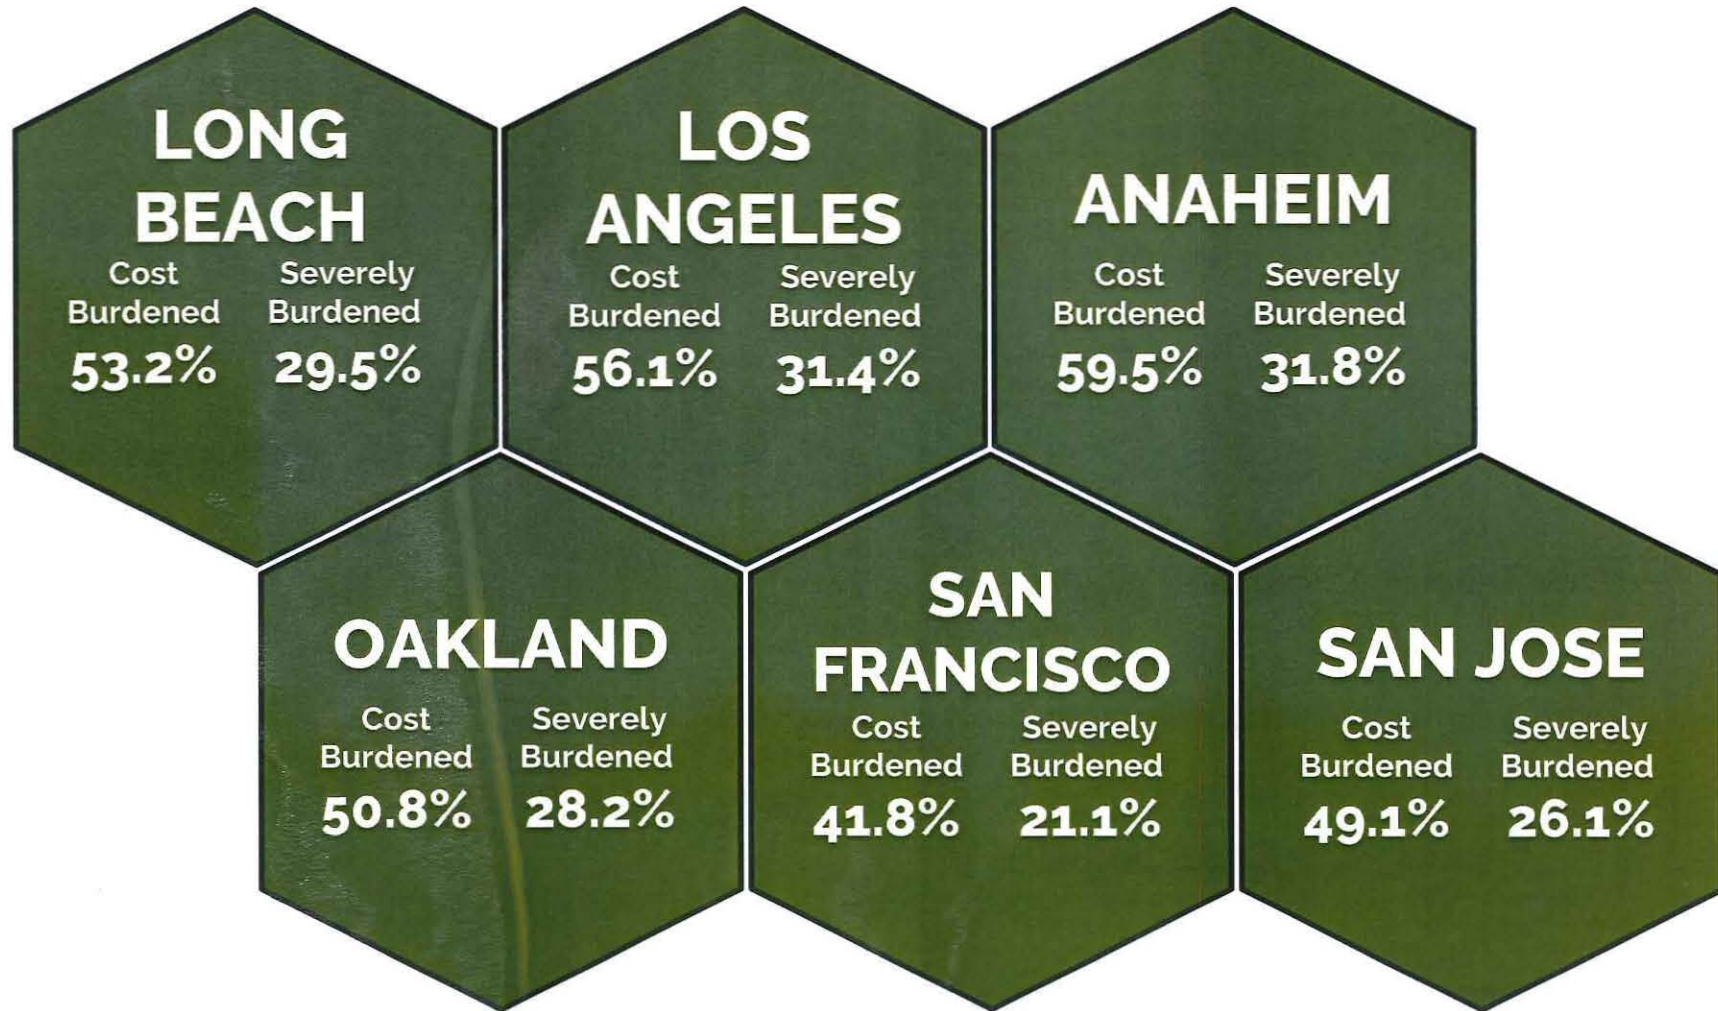 LONG
BEACH
Cost Severely
Burdened Burdened
53.2% 29.5%
LOS
ANGELES
Cost Severely
Burdened Burdened
56.1% 31.4%
ANAHEIM
Cost Severely
Burdened Burdened
59.5% 31.8%
OAKLAND
Cost Severely
Burdened Burdened
50.8% 28.2%
SAN
FRANCISCO
Cost Severely
Burdened Burdened
41.8% 21.1%
SAN JOSE
Cost Severely
Burdened Burdened
49.1% 26.1%